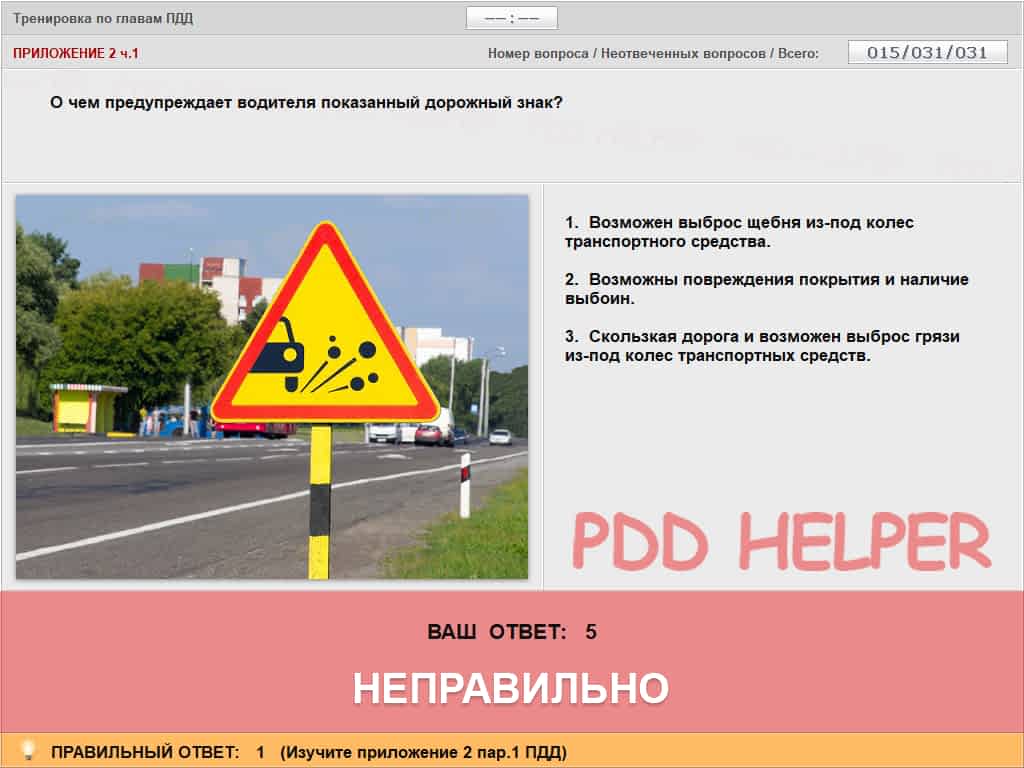 Тренировка по главам ПДД
–– : ––
ПРИЛОЖЕНИЕ 2 ч.1
Номер вопроса / Неотвеченных вопросов / Всего:
015/031/031
О чем предупреждает водителя показанный дорожный знак?
1. Возможен выброс щебня из-под колес
транспортного средства.
2. Возможны повреждения покрытия и наличие
выбоин.
3. Скользкая дорога и возможен выброс грязи
из-под колес транспортных средств.
PDD HELPER
ВАШ ОТВЕТ: 5
НЕПРАВИЛЬНО
ПРАВИЛЬНЫЙ ОТВЕТ: 1 (Изучите приложение 2 пар.1 ПДД)